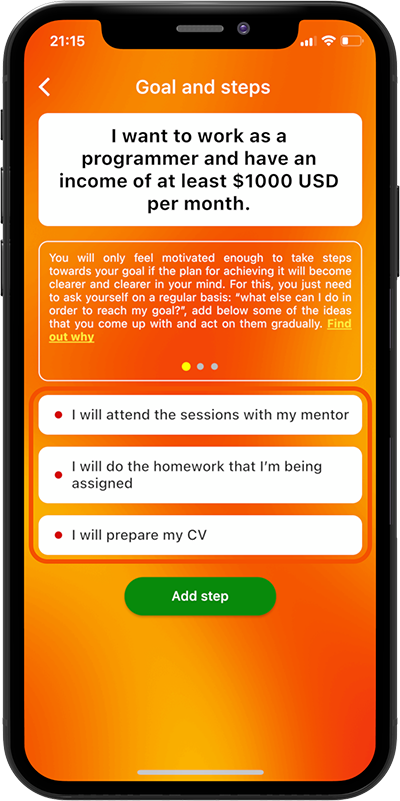 21:15
Goal and steps
I want to work as a
programmer and have an
income of at least $1000 USD
per month.
You will only feel motivated enough to take steps
towards your goal if the plan for achieving it will become
clearer and clearer in your mind. For this, you just need
to ask yourself on a regular basis: “what else can I do in
order to reach my goal?”, add below some of the ideas
that you come up with and act on them gradually. Find
out why
I will attend the sessions with my mentor
I will do the homework that I’m being
assigned
I will prepare my CV
Add step